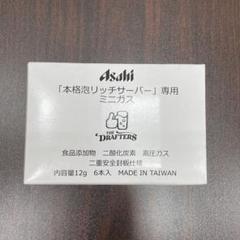 Asahi
「本格泡リッチサーバー」専用
ミニガス
THE
DRAFTERS
食品添加物 二酸化炭素 高圧ガス
二重安全封板仕様
内容量12g 6本入 MADE IN TAIWAN